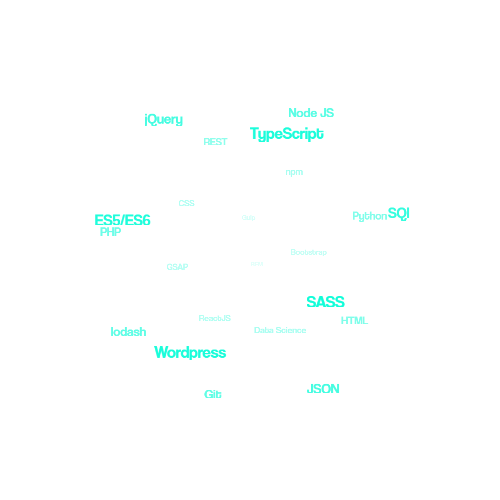 Node JS
jQuery
TypeScript
REST
npm
CSS
SQl
Python
ES5/ES6
PHP
Bootstrap
GSAP
SASS
ReactJS
HTML
Data Science
lodash
Wordpress
JSON
Git